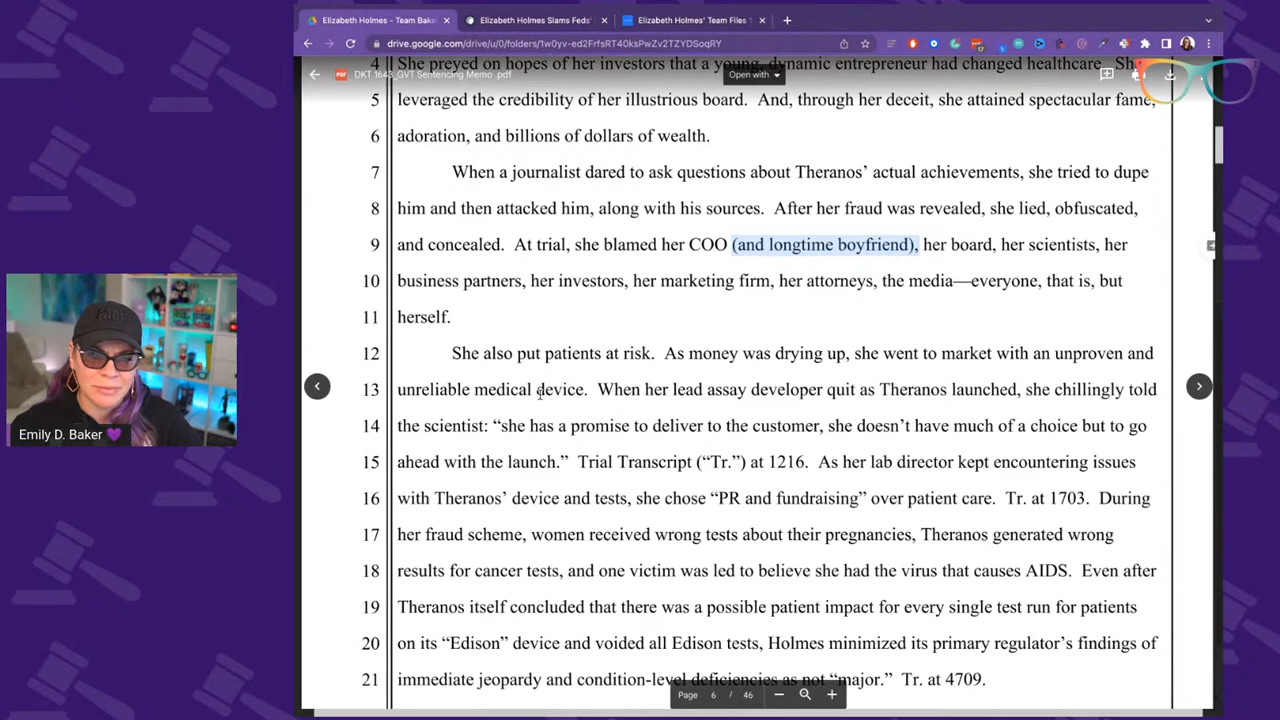 Elizabeth Holmes - Team Bake
Elizabeth Holmes Slams Feds'
Elizabeth Holmes' Team Files T
drive.google.com/drive/u/0/folders/1w0yv-ed2FrfsRT40ksPwZv2TZYDSoqRY
4 She preyed on hopes of her investors that a young, dynamic entrepreneur had changed healthcare. She
PDF DKT 1643_GVT Sentencing Memo .pdf
Open with
5 leveraged the credibility of her illustrious board. And, through her deceit, she attained spectacular fame,
6 adoration, and billions of dollars of wealth.
7 When a journalist dared to ask questions about Theranos' actual achievements, she tried to dupe
8 him and then attacked him, along with his sources. After her fraud was revealed, she lied, obfuscated,
9 and concealed. At trial, she blamed her COO (and longtime boyfriend), her board, her scientists, her
10 business partners, her investors, her marketing firm, her attorneys, the media—everyone, that is, but
11 herself.
12 She also put patients at risk. As money was drying up, she went to market with an unproven and
13 unreliable medical device. When her lead assay developer quit as Theranos launched, she chillingly told
14 the scientist: “she has a promise to deliver to the customer, she doesn't have much of a choice but to go
15 ahead with the launch.” Trial Transcript (“Tr.”) at 1216. As her lab director kept encountering issues
16 with Theranos' device and tests, she chose “PR and fundraising” over patient care. Tr. at 1703. During
17 her fraud scheme, women received wrong tests about their pregnancies, Theranos generated wrong
18 results for cancer tests, and one victim was led to believe she had the virus that causes AIDS. Even after
19 Theranos itself concluded that there was a possible patient impact for every single test run for patients
20 on its “Edison” device and voided all Edison tests, Holmes minimized its primary regulator's findings of
21 immediate jeopardy and condition-level deficiencies as not “major.” Tr. at 4709.
Page 6 / 46
Emily D. Baker 💜